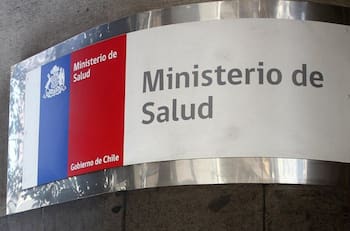 Ministerio de
Salud
Gobierno de Chile
Ministerio de
Salud